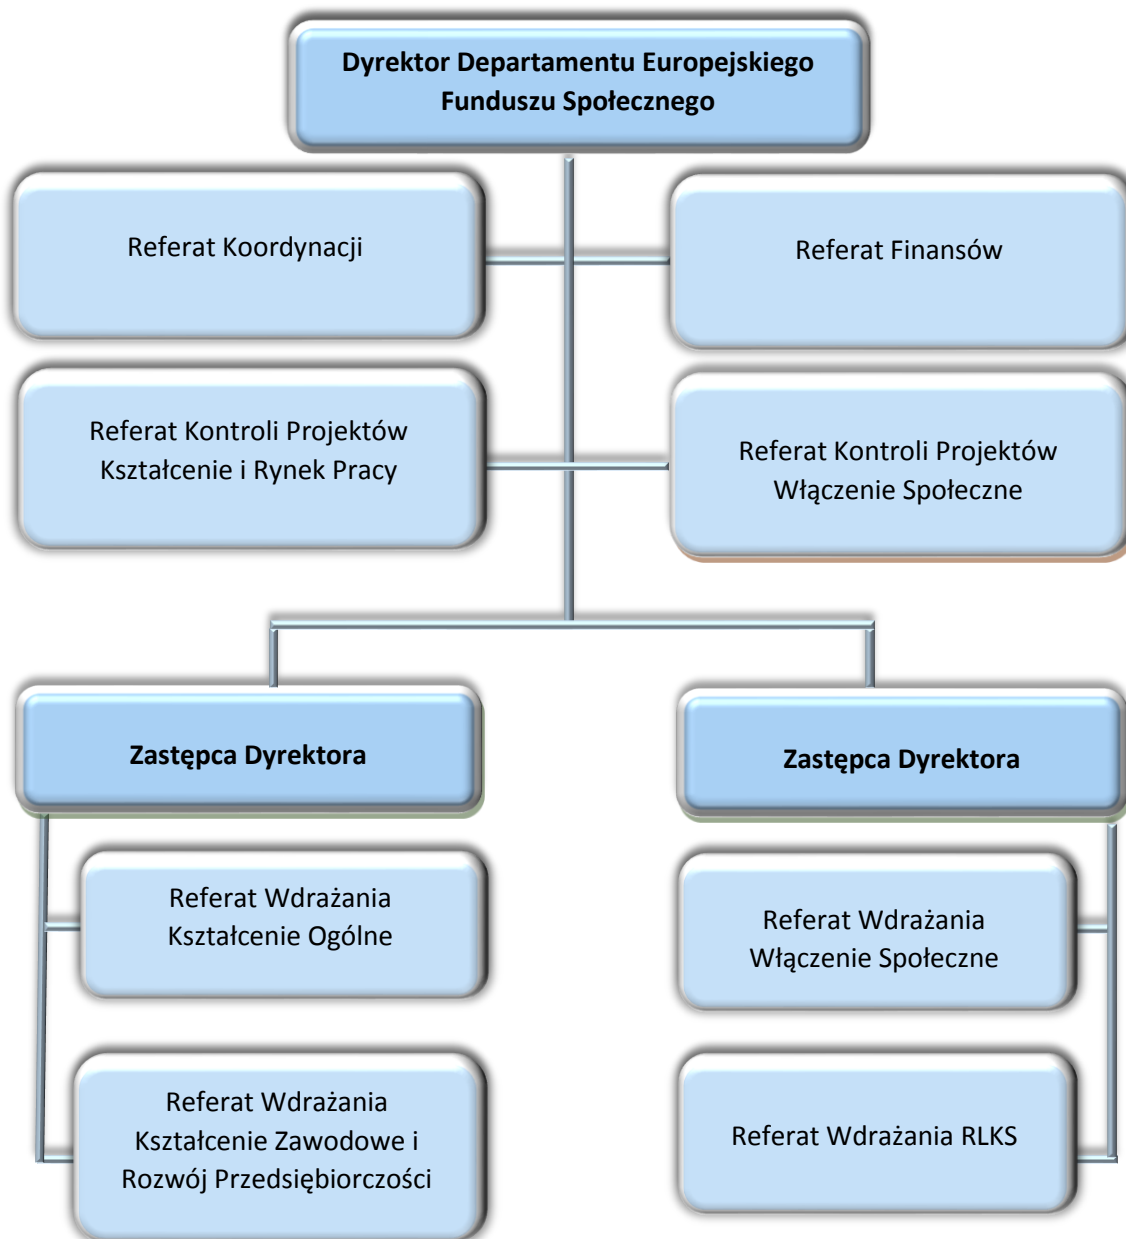 Dyrektor Departamentu Europejskiego
Funduszu Społecznego
Referat Koordynacji
Referat Finansów
Referat Kontroli Projektów
Kształcenie i Rynek Pracy
Referat Kontroli Projektów
Włączenie Społeczne
Zastępca Dyrektora
Zastępca Dyrektora
Referat Wdrażania
Kształcenie Ogólne
Referat Wdrażania
Włączenie Społeczne
Referat Wdrażania
Kształcenie Zawodowe i
Rozwój Przedsiębiorczości
Referat Wdrażania RLKS